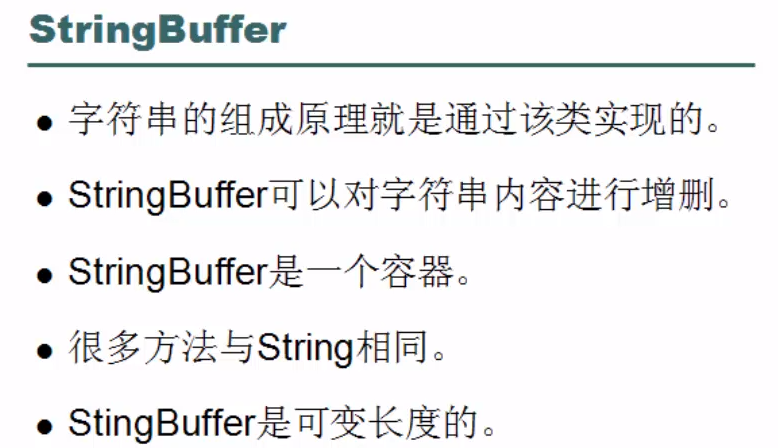 StringBuffer
● 字符串的组成原理就是通过该类实现的。
● StringBuffer可以对字符串内容进行增删。
● StringBuffer是一个容器。
● 很多方法与String相同。
● StingBuffer是可变长度的。